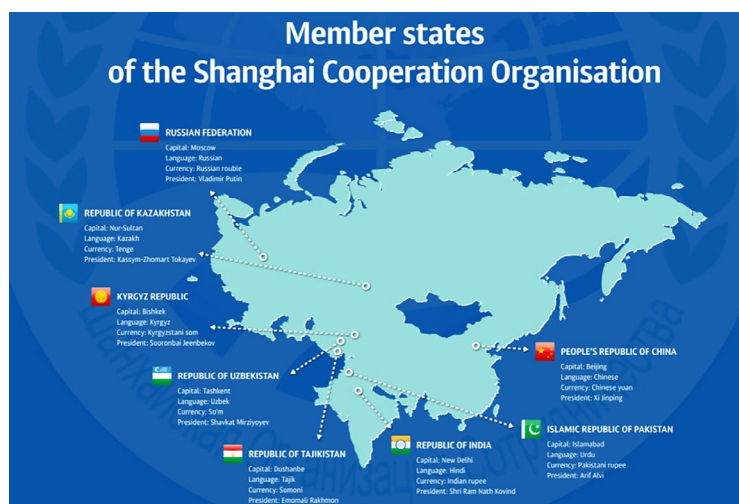 Member states
of the Shanghai Cooperation Organisation
RUSSIAN FEDERATION
Capital: Moscow
Language: Russian
Currency: Russian rouble
President: Vladimir Putin
REPUBLIC OF KAZAKHSTAN
Capital: Nur-Sultan
Language: Kazakh
Currency: Tenge
President: Kassym-Zhomart Tokayev
KYRGYZ REPUBLIC
Capital: Bishkek
Language: Kyrgyz
Currency: Kyrgyzstani som
President: Sooronbai Jeenbekov
REPUBLIC OF UZBEKISTAN
Capital: Tashkent
Language: Uzbek
Currency: So'm
President: Shavkat Mirziyoyev
REPUBLIC OF TAJIKISTAN
Capital: Dushanbe
Language: Tajik
Currency: Somoni
President: Emomali Rakhmon
REPUBLIC OF INDIA
Capital: New Delhi
Language: Hindi
Currency: Indian rupee
President: Shri Ram Nath Kovind
PEOPLE'S REPUBLIC OF CHINA
Capital: Beijing
Language: Chinese
Currency: Chinese yuan
President: Xi Jinping
ISLAMIC REPUBLIC OF PAKISTAN
Capital: Islamabad
Language: Urdu
Currency: Pakistani rupee
President: Arif Alvi